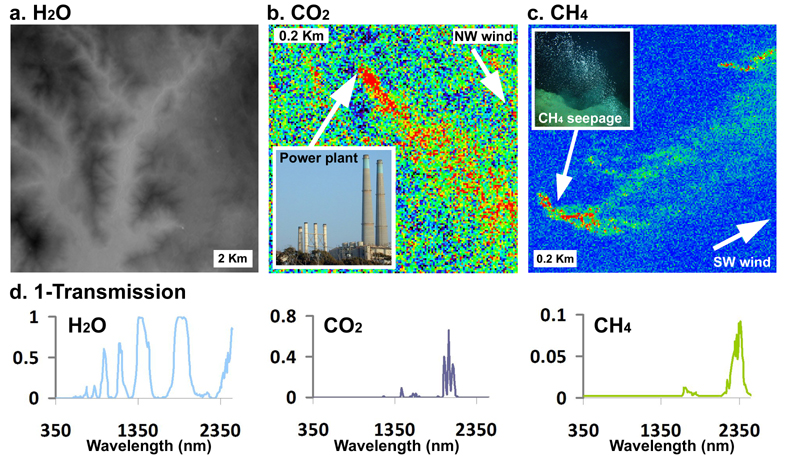 a. H2O
2 Km
b. CO2
0.2 Km
NW wind
Power plant
c. CH4
CH4 seepage
0.2 Km
SW wind
d. 1-Transmission
H2O
1
0.5
0
350 1350 2350
Wavelength (nm)
CO2
0.8
0.4
0
350 1350 2350
Wavelength (nm)
CH4
0.1
0.05
0
350 1350 2350
Wavelength (nm)